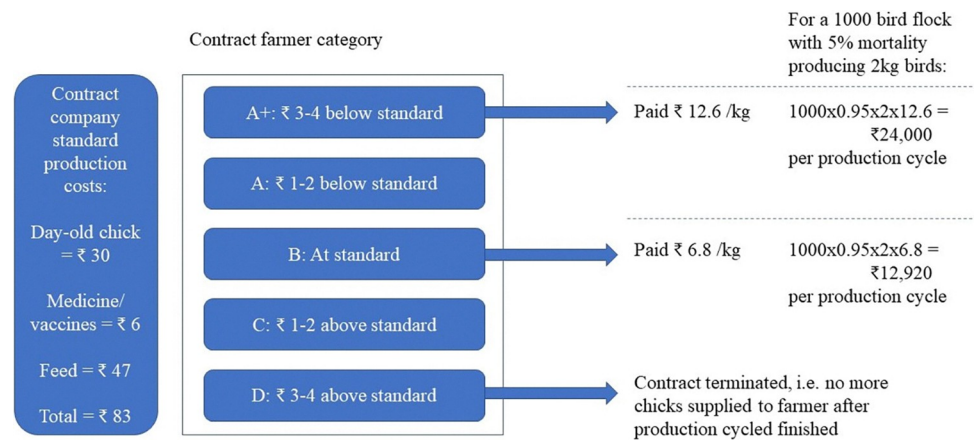 Contract farmer category
For a 1000 bird flock
with 5% mortality
producing 2kg birds:
Contract
company
standard
production
costs:
Day-old chick
= ₹ 30
Medicine/
vaccines = ₹ 6
Feed = ₹ 47
Total = ₹ 83
A+: ₹ 3-4 below standard
Paid ₹ 12.6 /kg
1000x0.95x2x12.6 =
₹24,000
per production cycle
A: ₹ 1-2 below standard
B: At standard
Paid ₹ 6.8 /kg
1000x0.95x2x6.8 =
₹12,920
per production cycle
C: ₹ 1-2 above standard
D: ₹ 3-4 above standard
Contract terminated, i.e. no more
chicks supplied to farmer after
production cycled finished